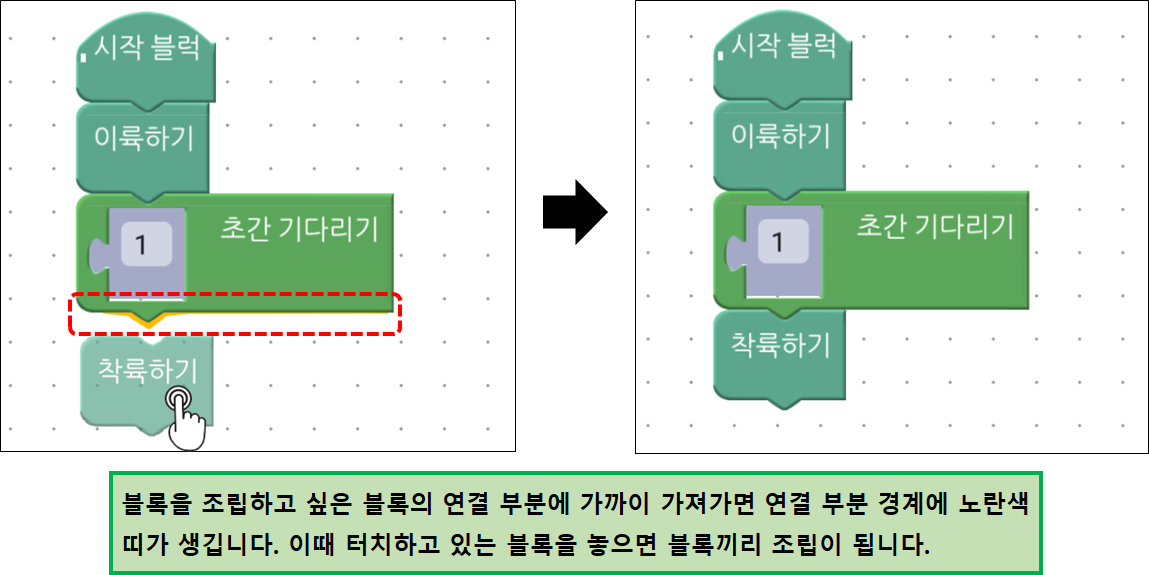 시작 블럭
이륙하기
1 초간 기다리기
착륙하기
시작 블럭
이륙하기
1 초간 기다리기
착륙하기
블록을 조립하고 싶은 블록의 연결 부분에 가까이 가져가면 연결 부분 경계에 노란색
띠가 생깁니다. 이때 터치하고 있는 블록을 놓으면 블록끼리 조립이 됩니다.